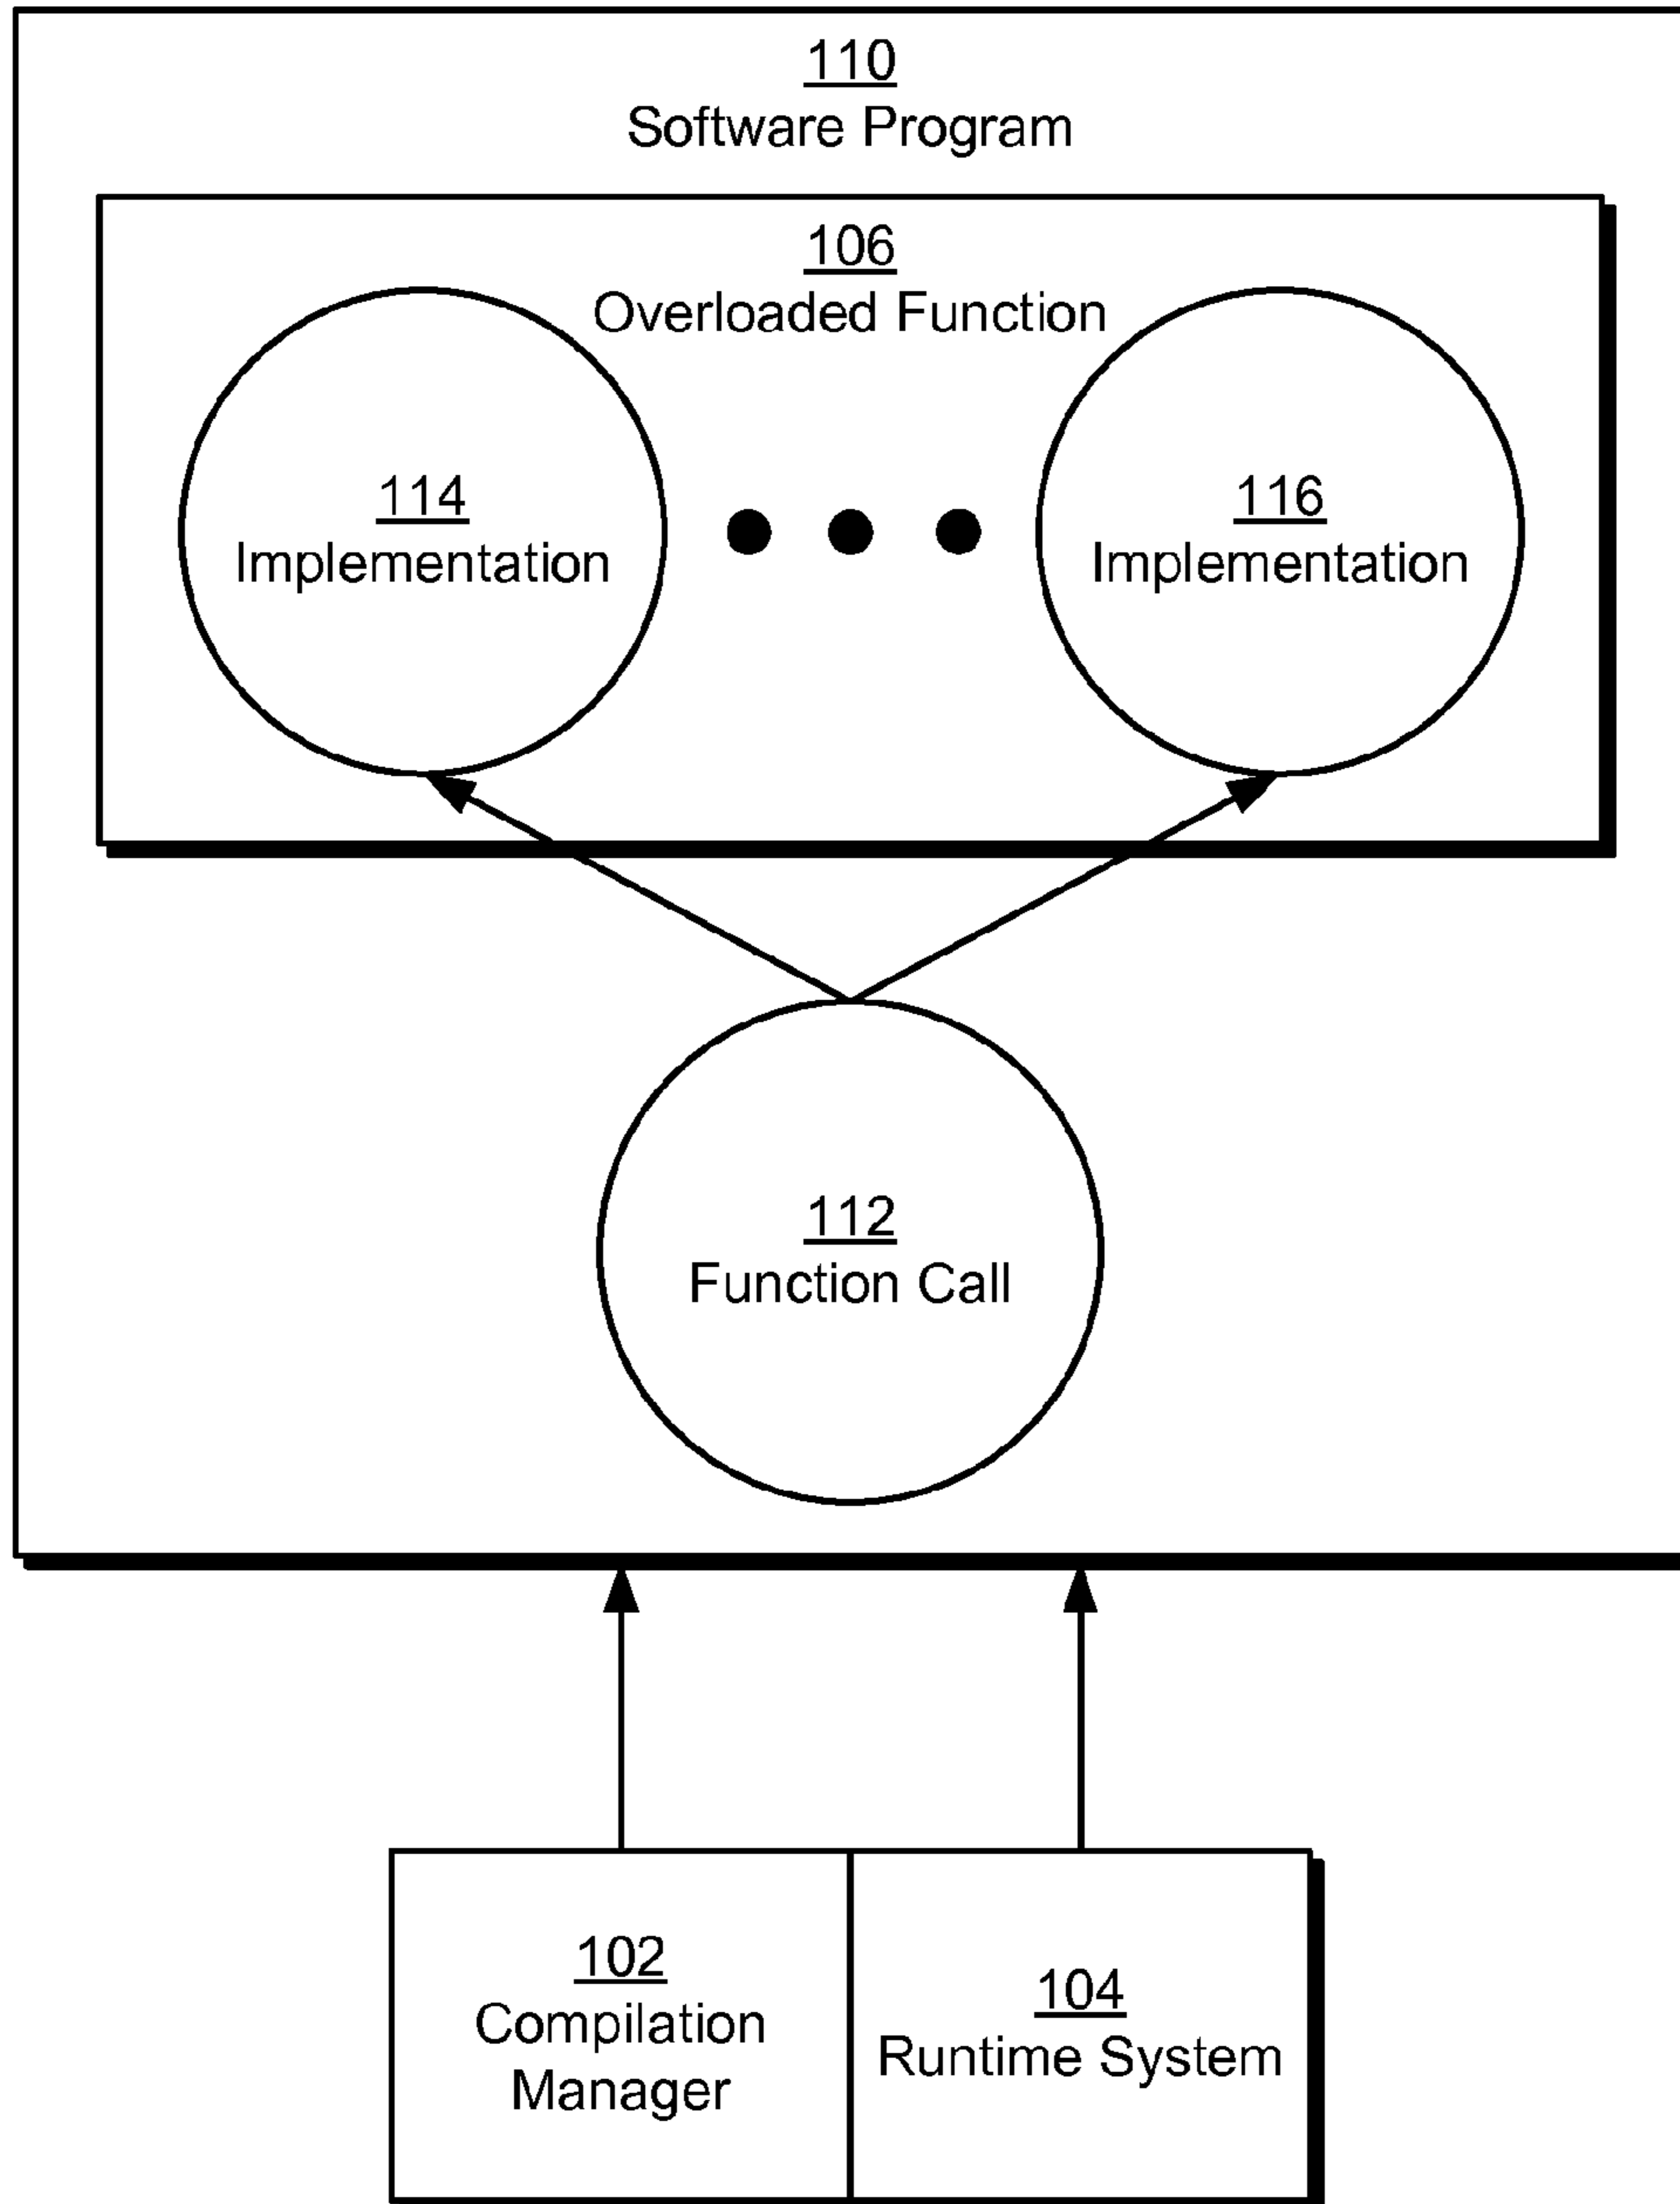 110
Software Program
106
Overloaded Function
114
Implementation
116
Implementation
112
Function Call
102
Compilation
Manager
104
Runtime System